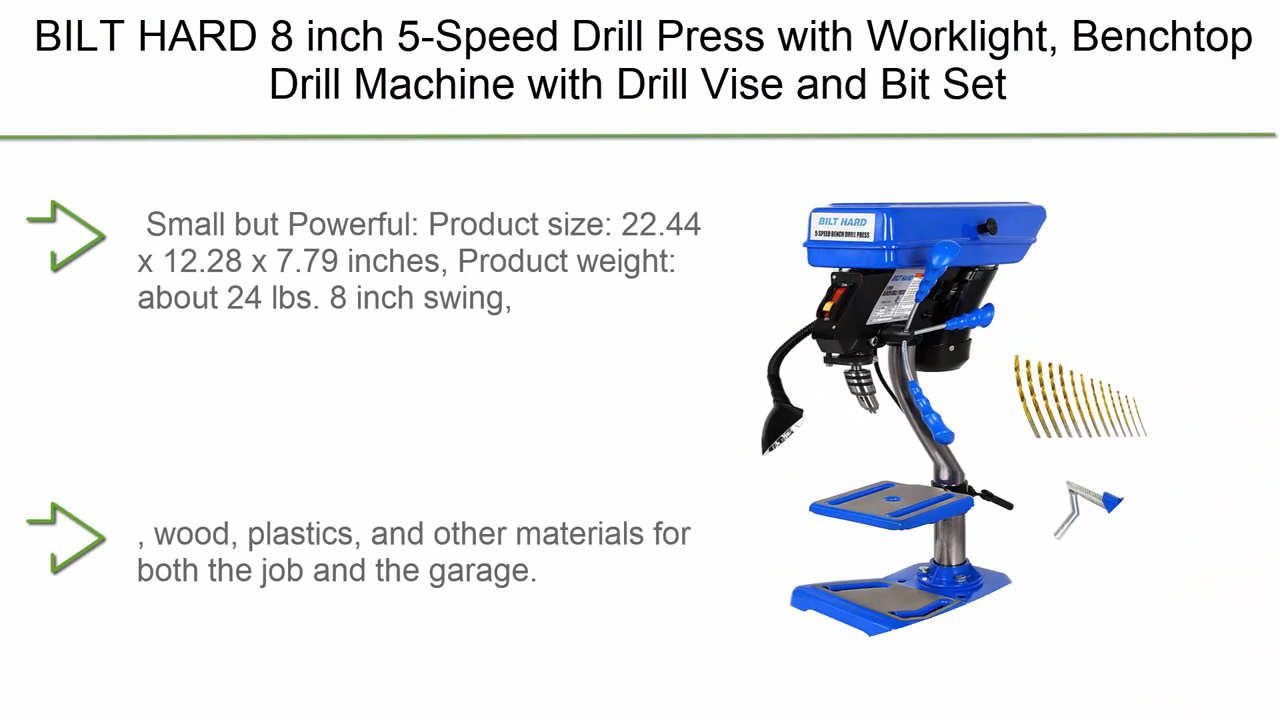 BILT HARD 8 inch 5-Speed Drill Press with Worklight, Benchtop
Drill Machine with Drill Vise and Bit Set
Small but Powerful: Product size: 22.44
x 12.28 x 7.79 inches, Product weight:
about 24 lbs. 8 inch swing,
, wood, plastics, and other materials for
both the job and the garage.
BILT HARD
5 SPEED BENCH DRILL PRESS
BILT HARD